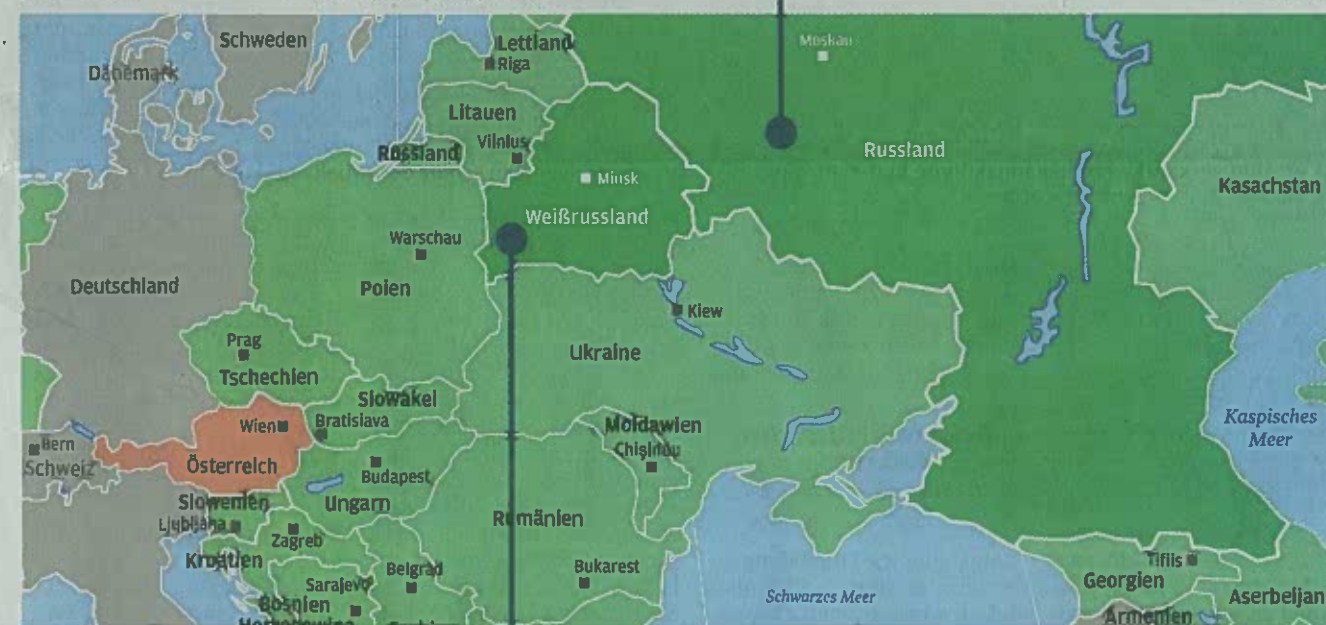 Schweden
Dänemark
Lettland
Riga
Moskau
Litauen
Vilnius
Russland
Russland
Kasachstan
Minsk
Weißrussland
Warschau
Deutschland
Polen
Kiew
Prag
Ukraine
Tschechien
Slowakei
Bratislava
Wien
Moldawien
Chişinău
Kaspisches
Meer
Bern
Schweiz
Österreich
Budapest
Ungarn
Slowenien
Ljubljana
Zagreb
Rumänien
Kroatien
Belgrad
Bukarest
Sarajevo
Bosnien
Herzegowina
Schwarzes Meer
Tiflis
Georgien
Aserbeijan
Armenien